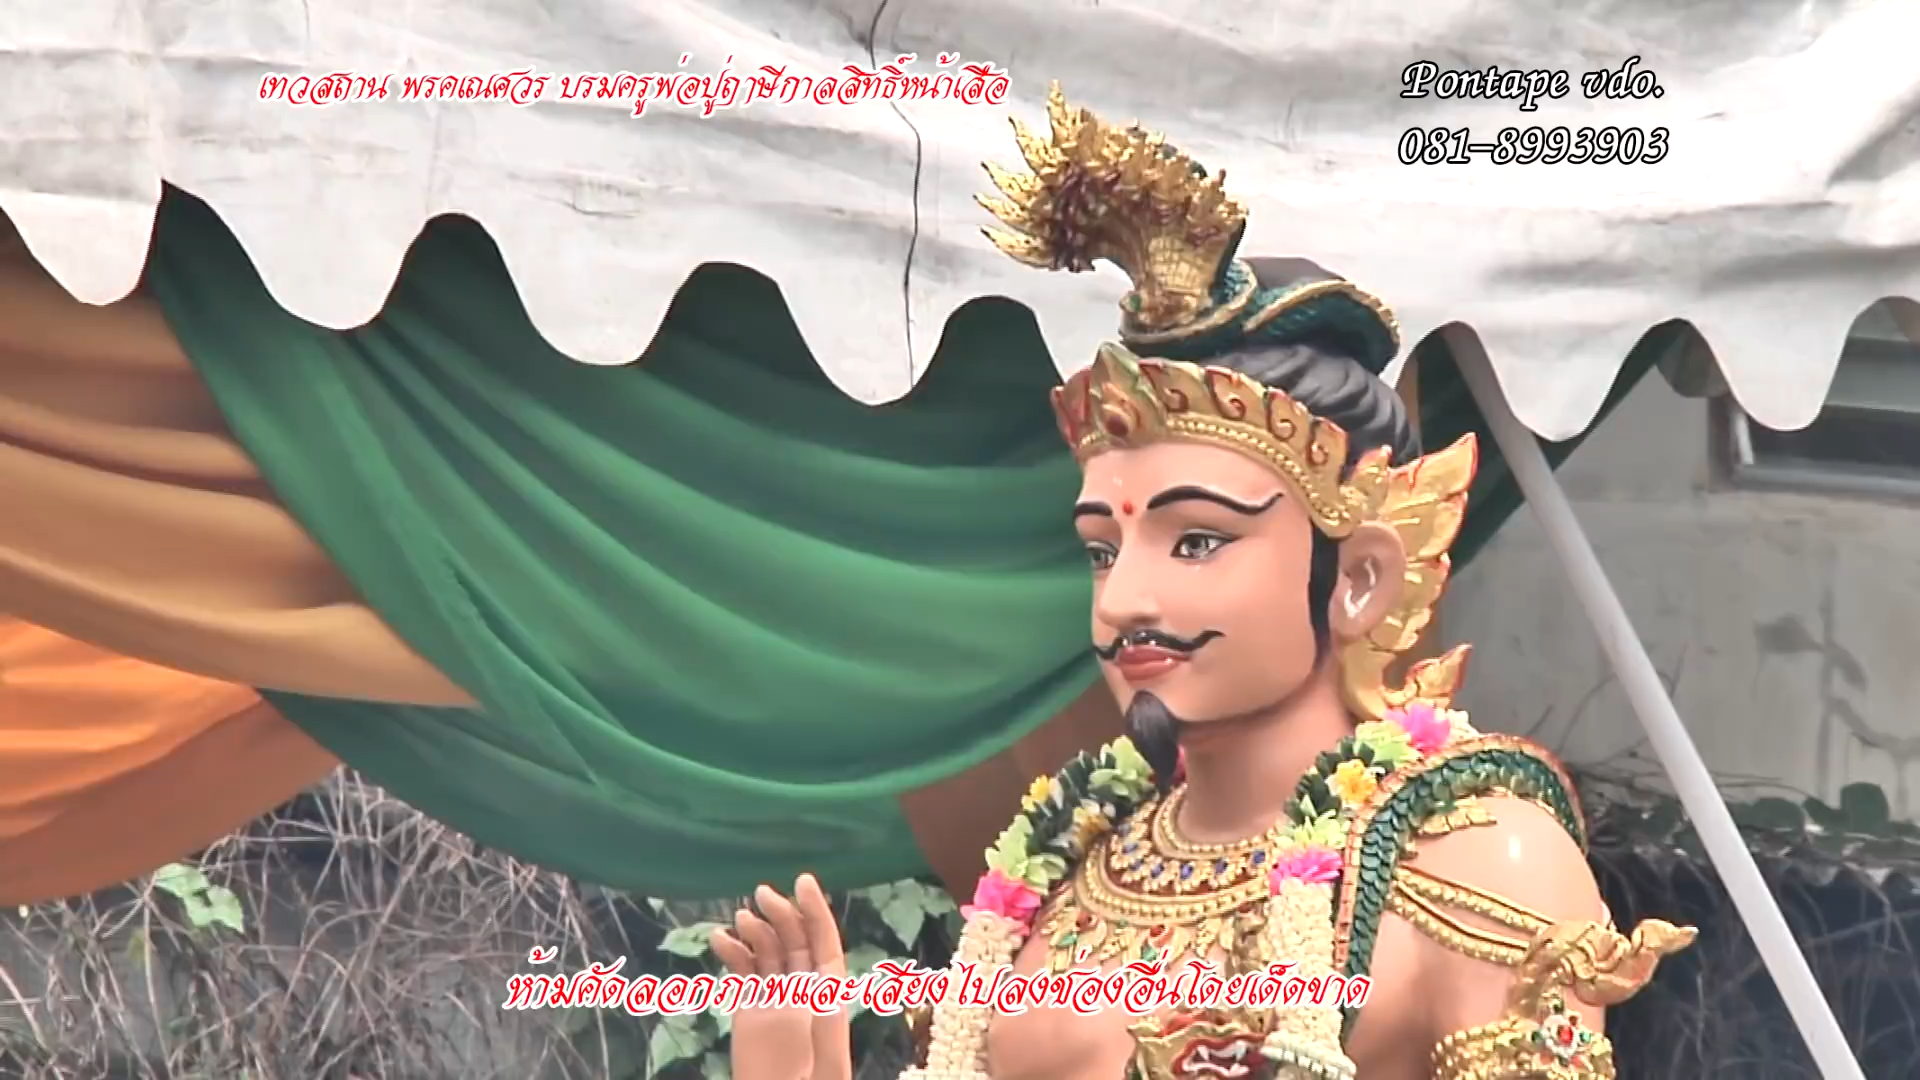 เทวสถาน พรคเณศวร บรมครูพ่อปู่ฤาษีกาลสิทธิ์หน้าเสือ
Pontape vdo.
081-8993903
ห้ามคัดลอกภาพและเสียงไปลงช่องอื่นโดยเด็ดขาด